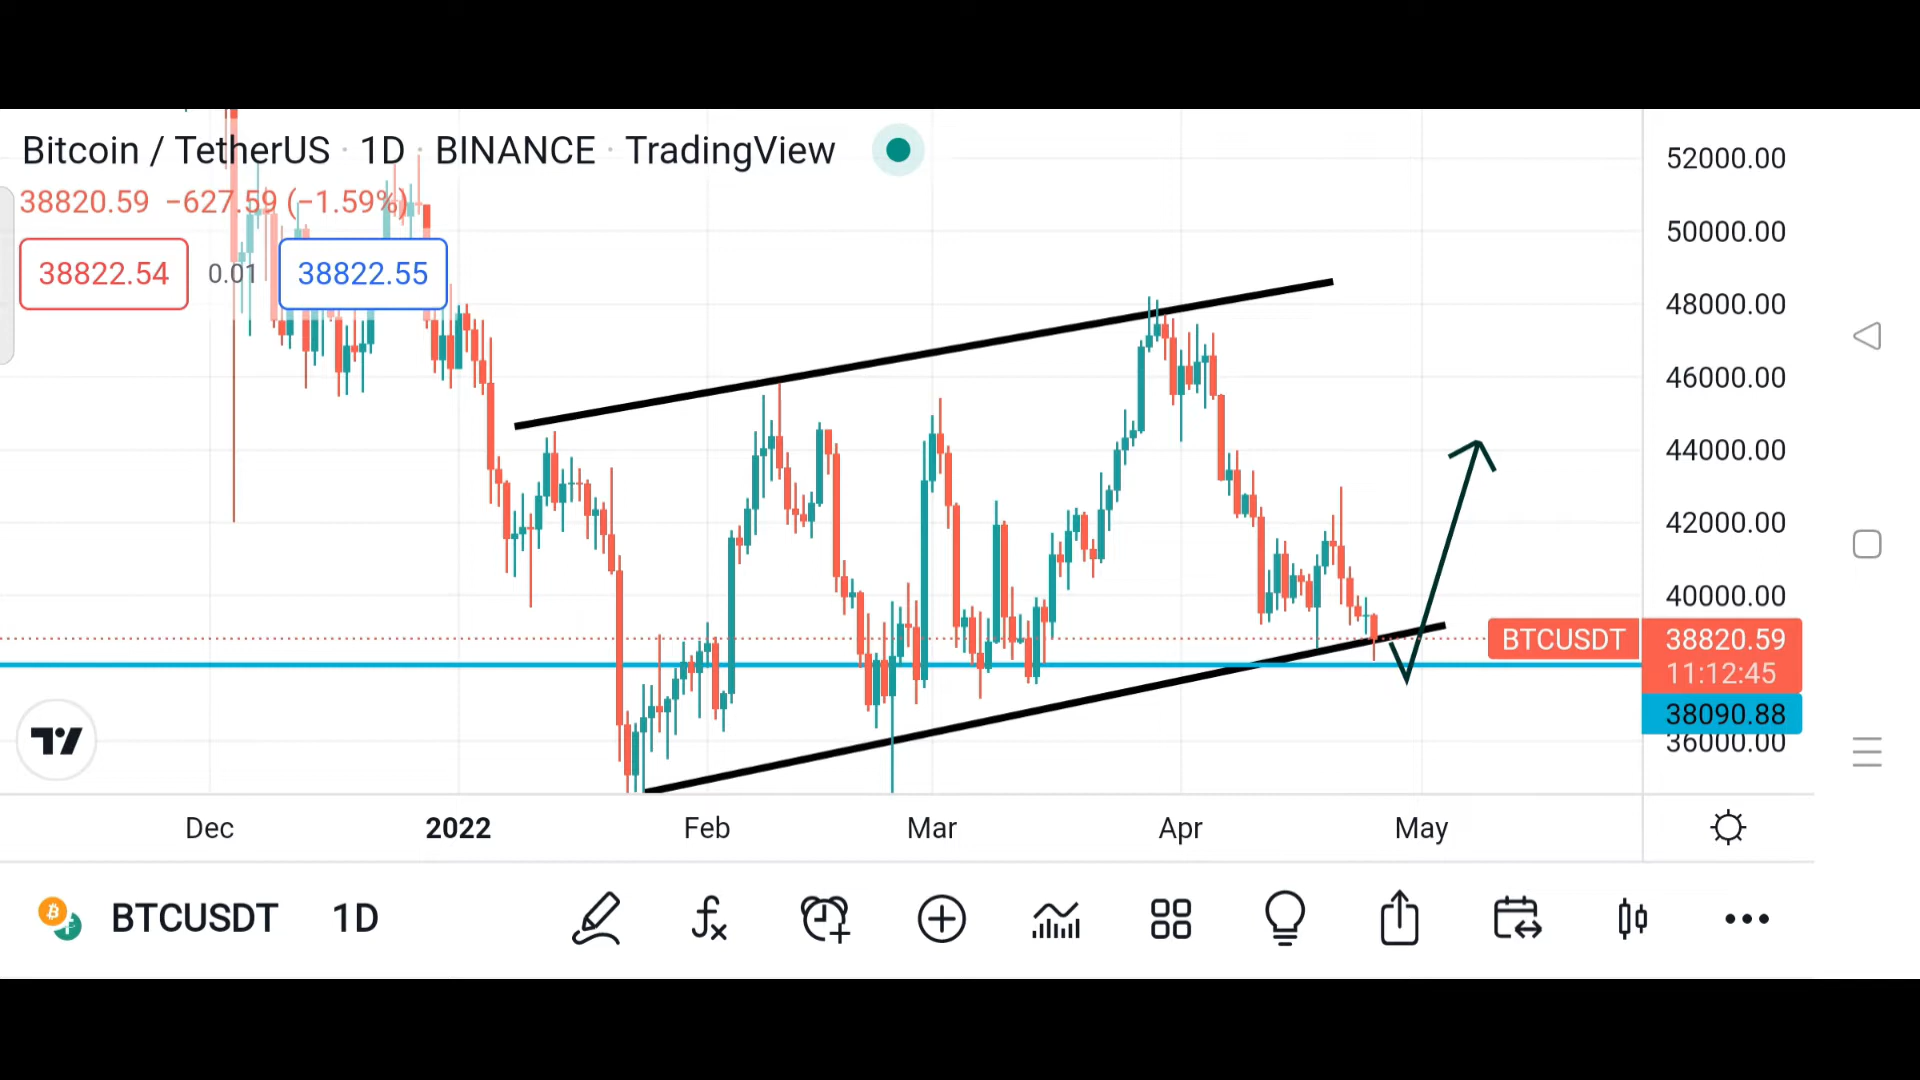 Bitcoin / TetherUS · 1D · BINANCE · TradingView
38820.59 −627.59 (−1.59%)
38822.54 0.01 38822.55
52000.00
50000.00
48000.00
46000.00
44000.00
42000.00
40000.00
BTCUSDT 38820.59
11:12:45
38090.88
36000.00
Dec 2022 Feb Mar Apr May
BTCUSDT 1D